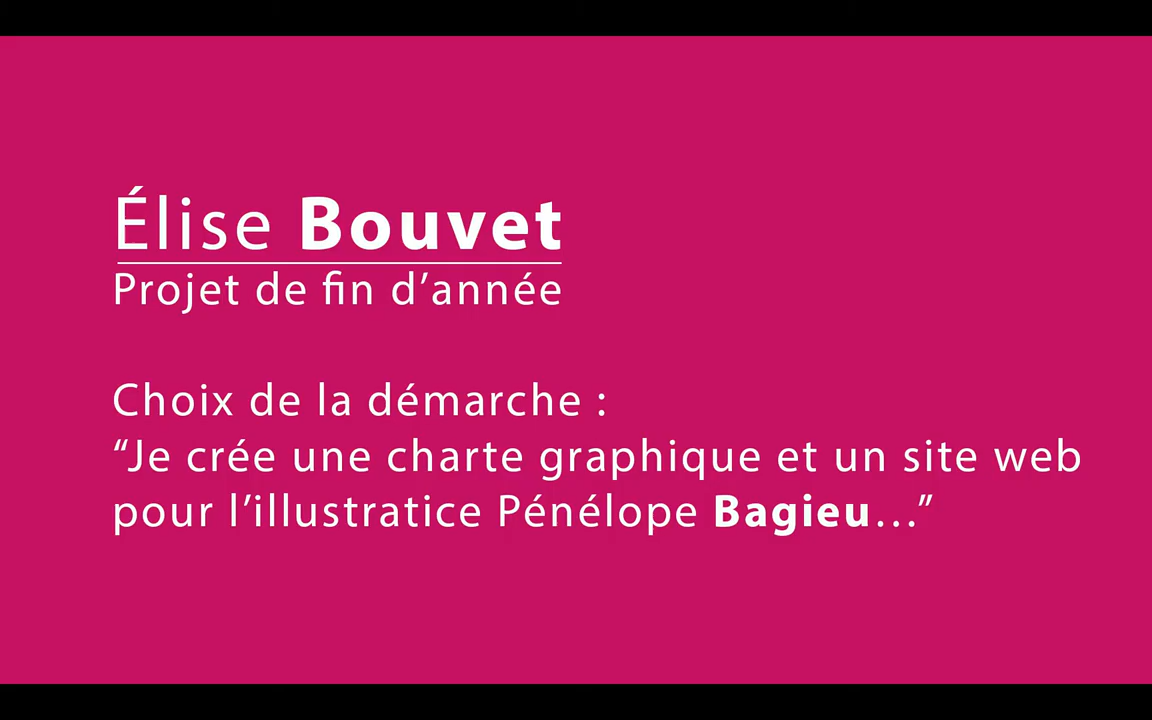 Élise Bouvet
Projet de fin d’année
Choix de la démarche :
“Je crée une charte graphique et un site web
pour l’illustratice Pénélope Bagieu…”